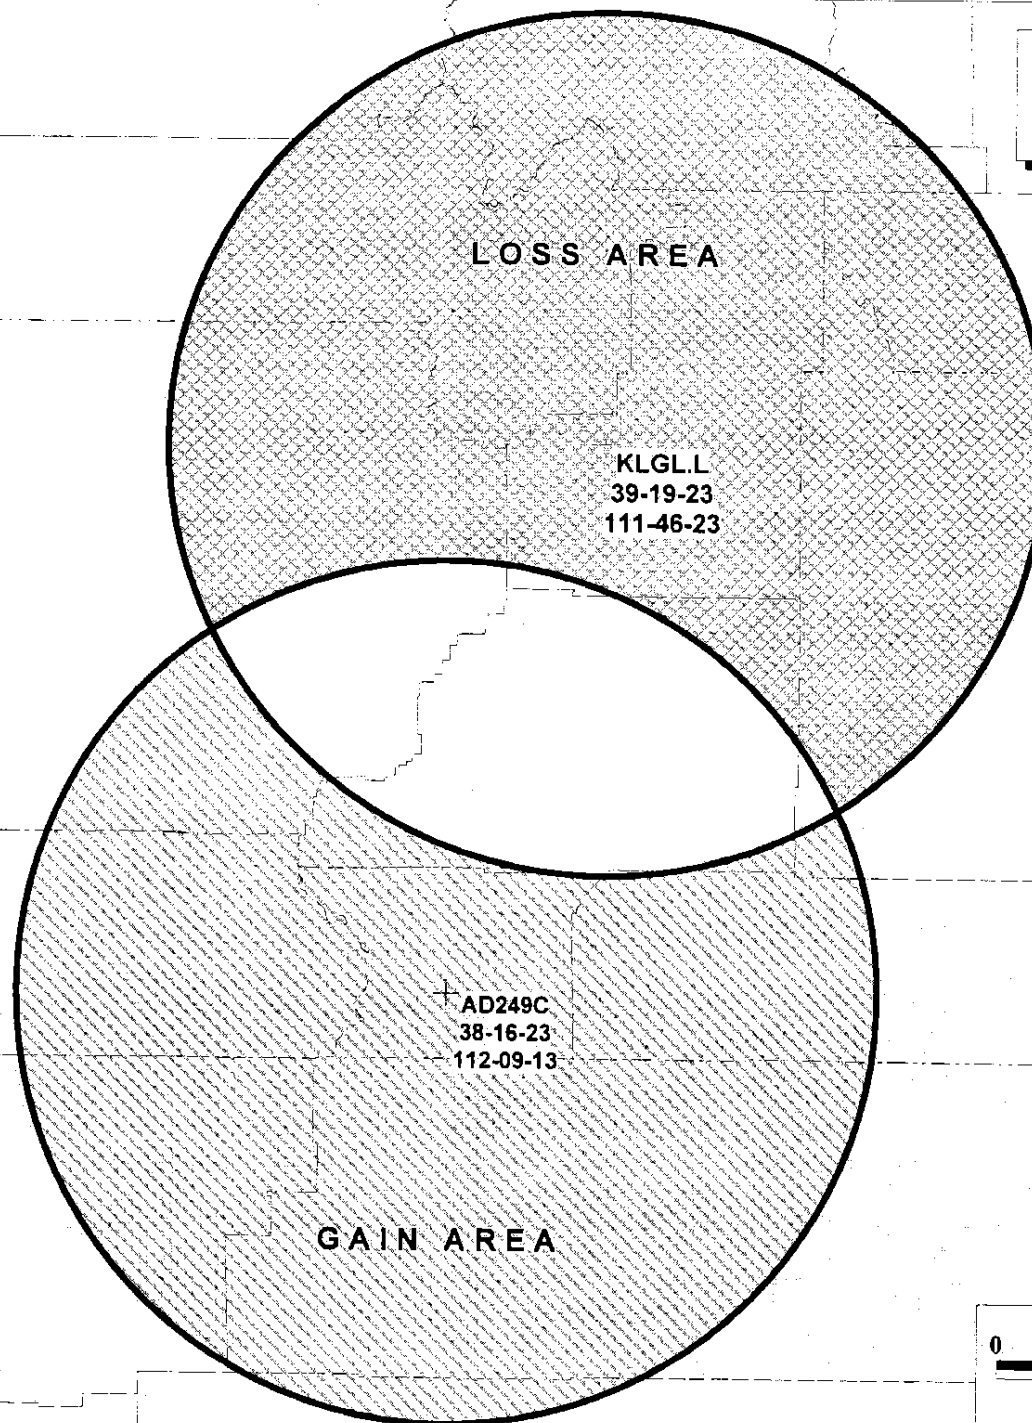 LOSS AREA
KLGL.L
39-19-23
111-46-23
AD249C
38-16-23
112-09-13
GAIN AREA
0